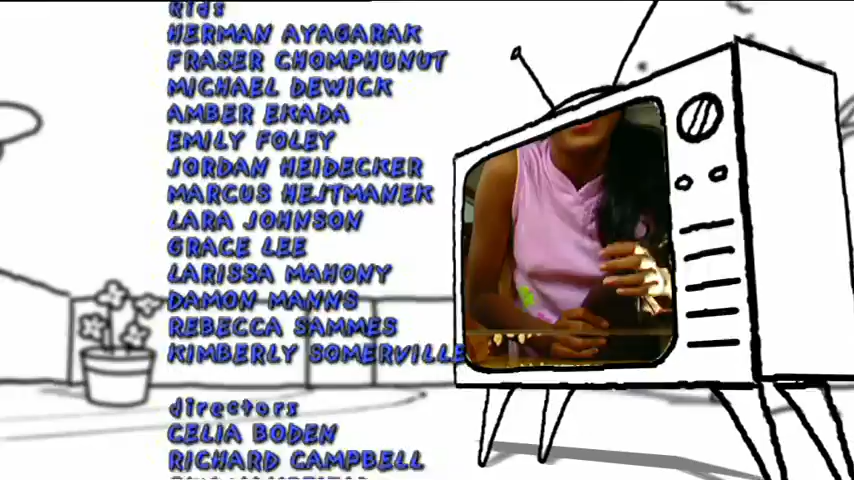 Kids
HERMAN AYAGARAK
FRASER CHOMPHUNUT
MICHAEL DEWICK
AMBER EKADA
EMILY FOLEY
JORDAN HEIDECKER
MARCUS HEJTMANEK
LARA JOHNSON
GRACE LEE
LARISSA MAHONY
DAMON MANNS
REBECCA SAMMES
KIMBERLY SOMERVILLE
directors
CELIA BODEN
RICHARD CAMPBELL